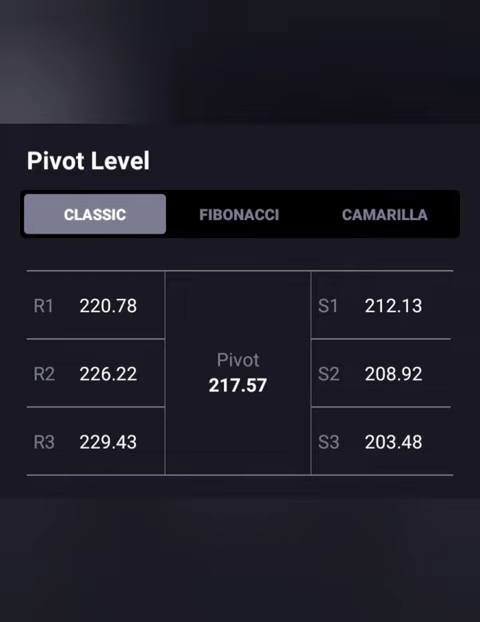 Pivot Level
CLASSIC FIBONACCI CAMARILLA
R1 220.78 S1 212.13
Pivot
R2 226.22 217.57 S2 208.92
R3 229.43 S3 203.48